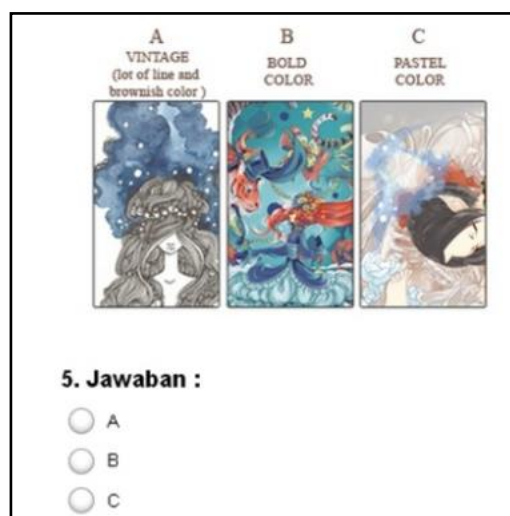 A
VINTAGE
(lot of line and
brownish color )
B
BOLD
COLOR
C
PASTEL
COLOR
5. Jawaban :
A
B
C